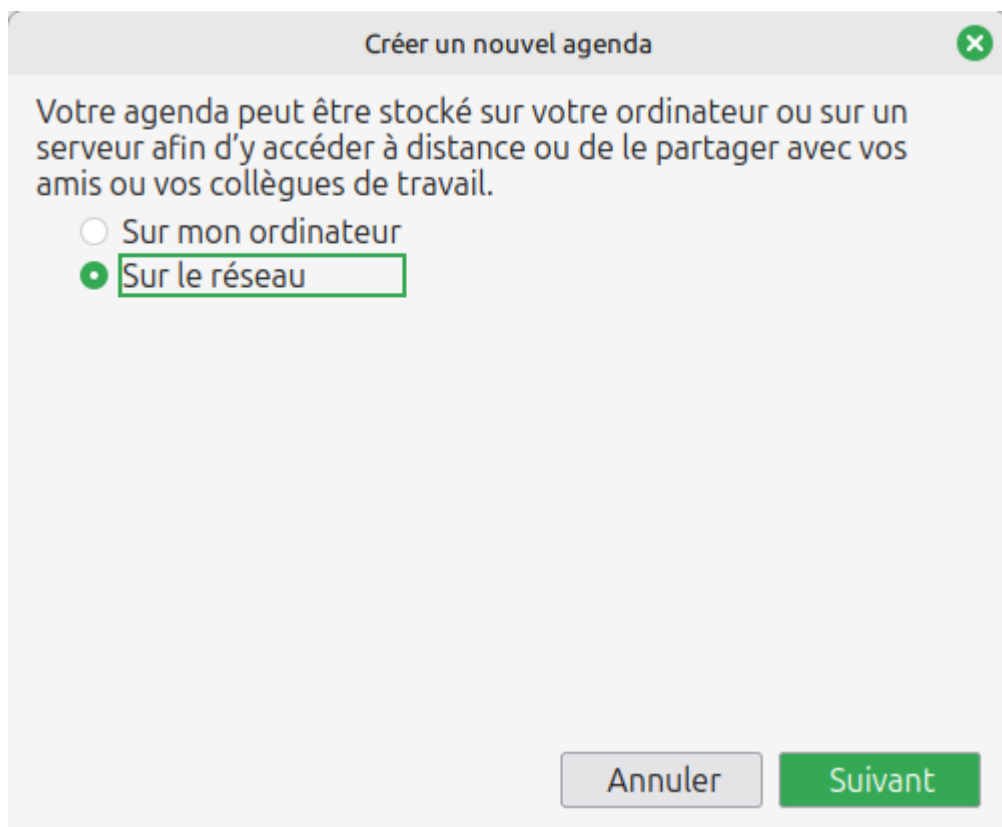 Créer un nouvel agenda
Votre agenda peut être stocké sur votre ordinateur ou sur un
serveur afin d’y accéder à distance ou de le partager avec vos
amis ou vos collègues de travail.
Sur mon ordinateur
Sur le réseau
Annuler
Suivant